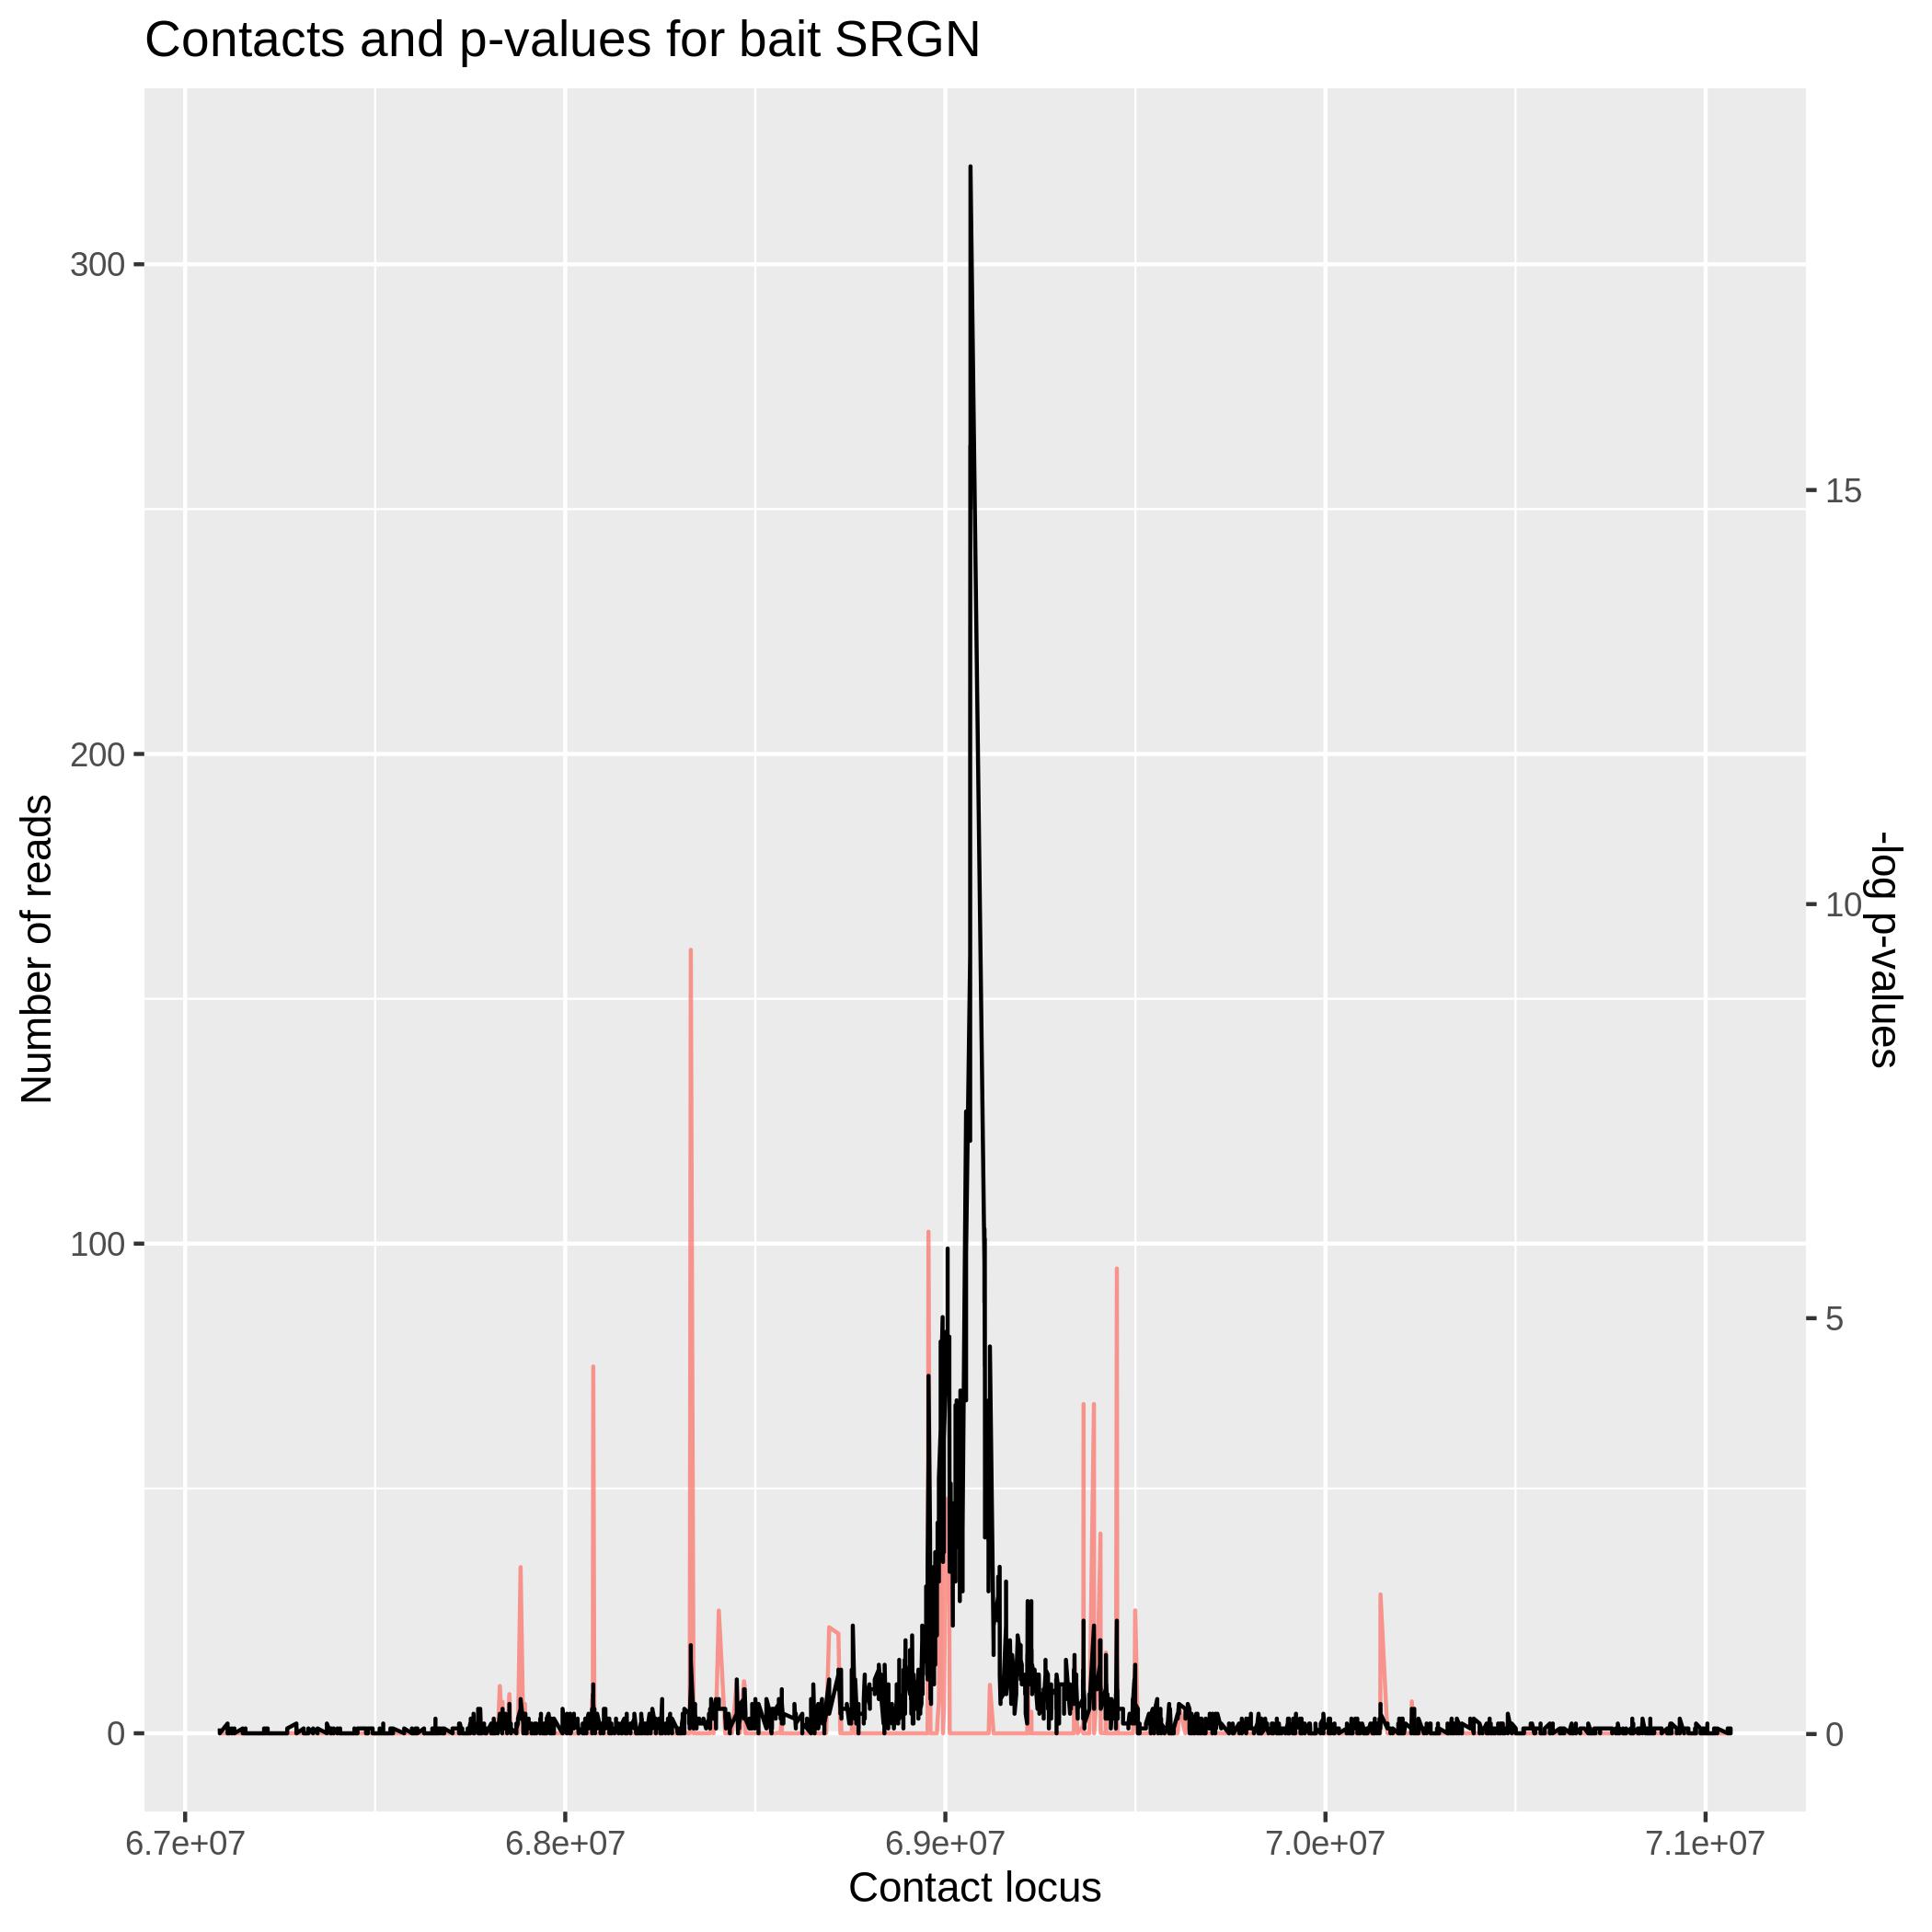 Contacts and p-values for bait SRGN
300
200
100
0
Number of reads
15
10
5
0
-log p-values
6.7e+07 6.8e+07 6.9e+07 7.0e+07 7.1e+07
Contact locus